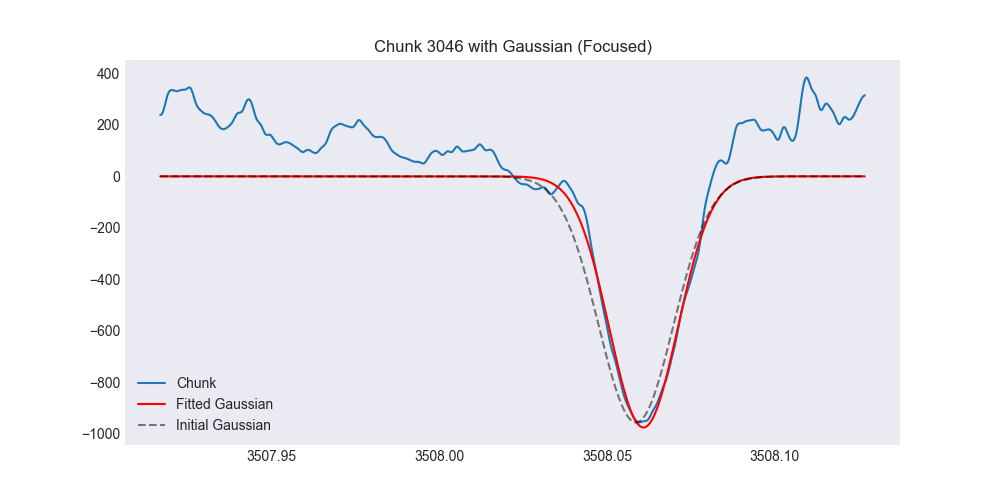 Chunk 3046 with Gaussian (Focused)
400
200
0
−200
−400
−600
−800
−1000
Chunk
Fitted Gaussian
Initial Gaussian
3507.95 3508.00 3508.05 3508.10